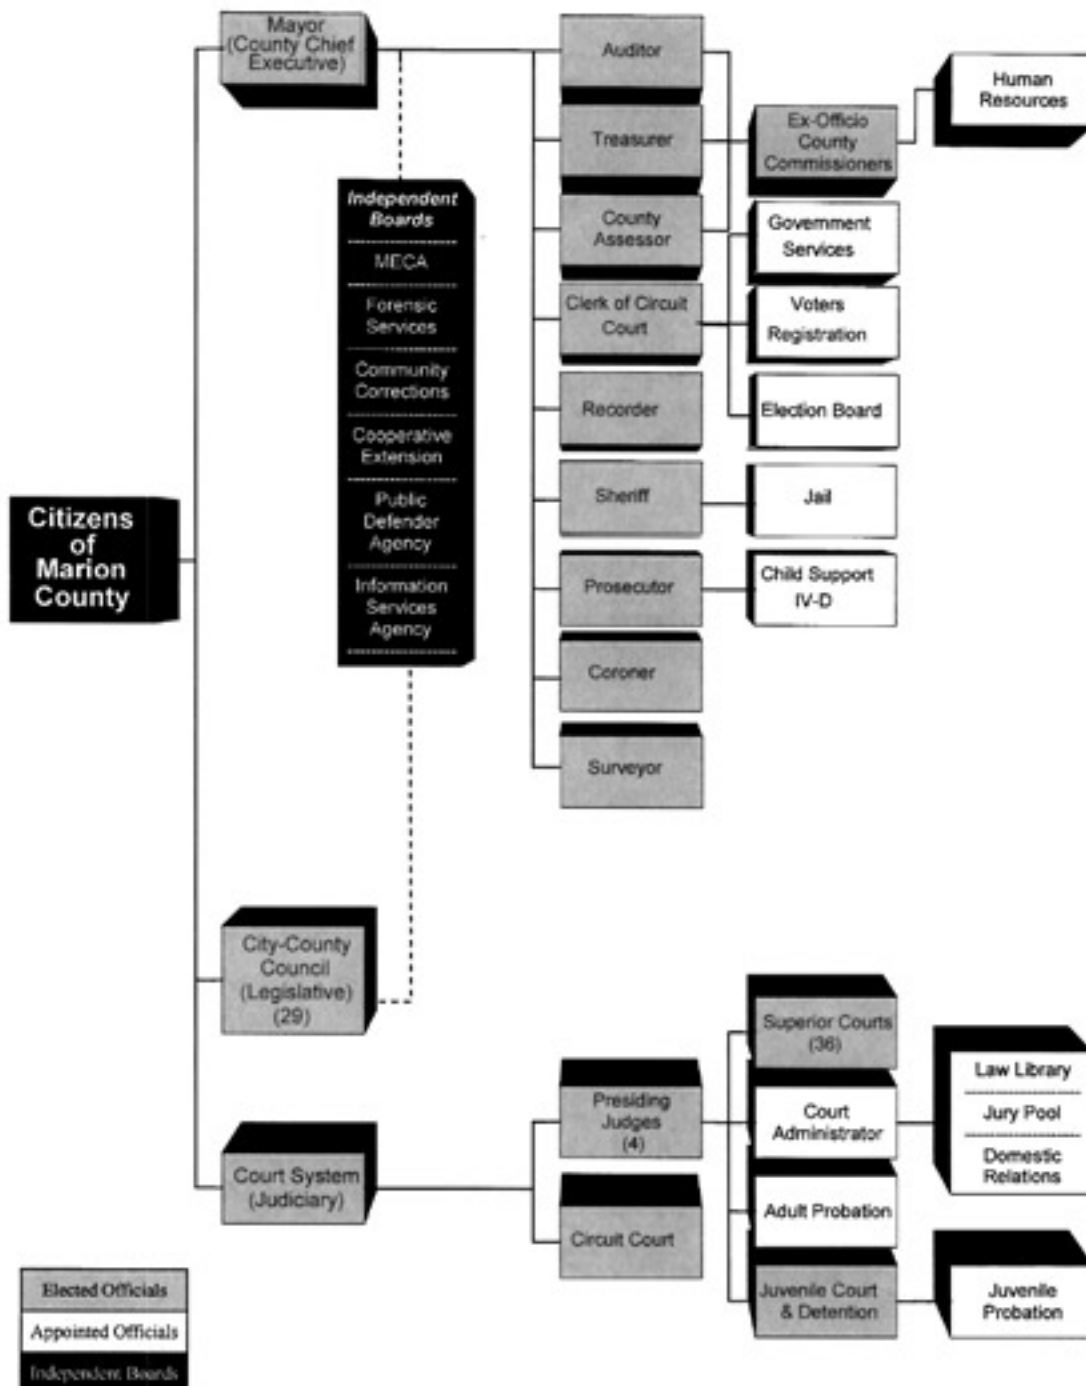 Mayor
(County Chief
Executive)
Auditor
Human
Resources
Treasurer
Ex-Officio
County
Commissioners
Independent
Boards
MECA
Forensic
Services
Community
Corrections
Cooperative
Extension
Public
Defender
Agency
Information
Services
Agency
County
Assessor
Government
Services
Clerk of Circuit
Court
Voters
Registration
Recorder
Election Board
Sheriff
Jail
Prosecutor
Child Support
IV-D
Coroner
Surveyor
Citizens
of
Marion
County
City-County
Council
(Legislative)
(29)
Court System
(Judiciary)
Presiding
Judges
(4)
Circuit Court
Superior Courts
(36)
Court
Administrator
Adult Probation
Juvenile Court
& Detention
Law Library
Jury Pool
Domestic
Relations
Juvenile
Probation
Elected Officials
Appointed Officials
Independent Boards